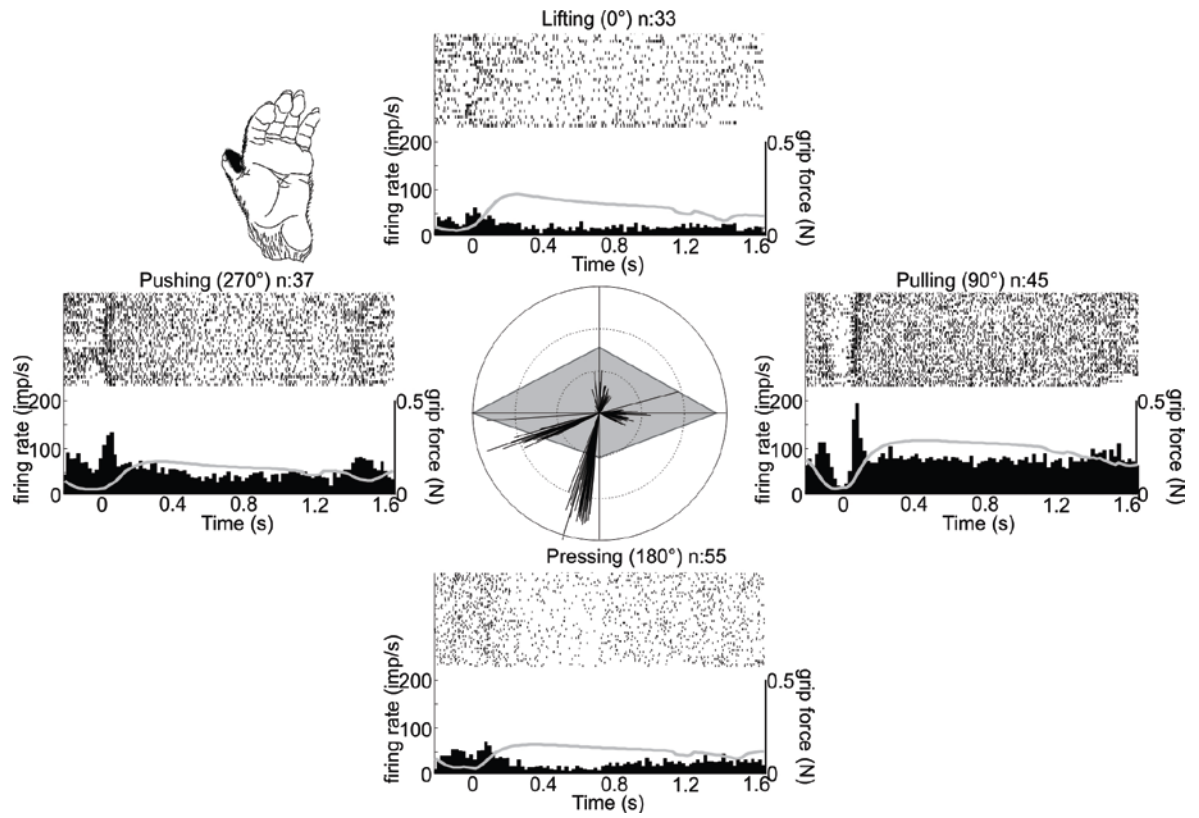 Lifting (0°) n:33
firing rate (imp/s)
200
100
0
0.5
0
grip force (N)
0 0.4 0.8 1.2 1.6
Time (s)
Pushing (270°) n:37
firing rate (imp/s)
200
100
0
0.5
0
grip force (N)
0 0.4 0.8 1.2 1.6
Time (s)
Pulling (90°) n:45
firing rate (imp/s)
200
100
0
0.5
0
grip force (N)
0 0.4 0.8 1.2 1.6
Time (s)
Pressing (180°) n:55
firing rate (imp/s)
200
100
0
0.5
0
grip force (N)
0 0.4 0.8 1.2 1.6
Time (s)